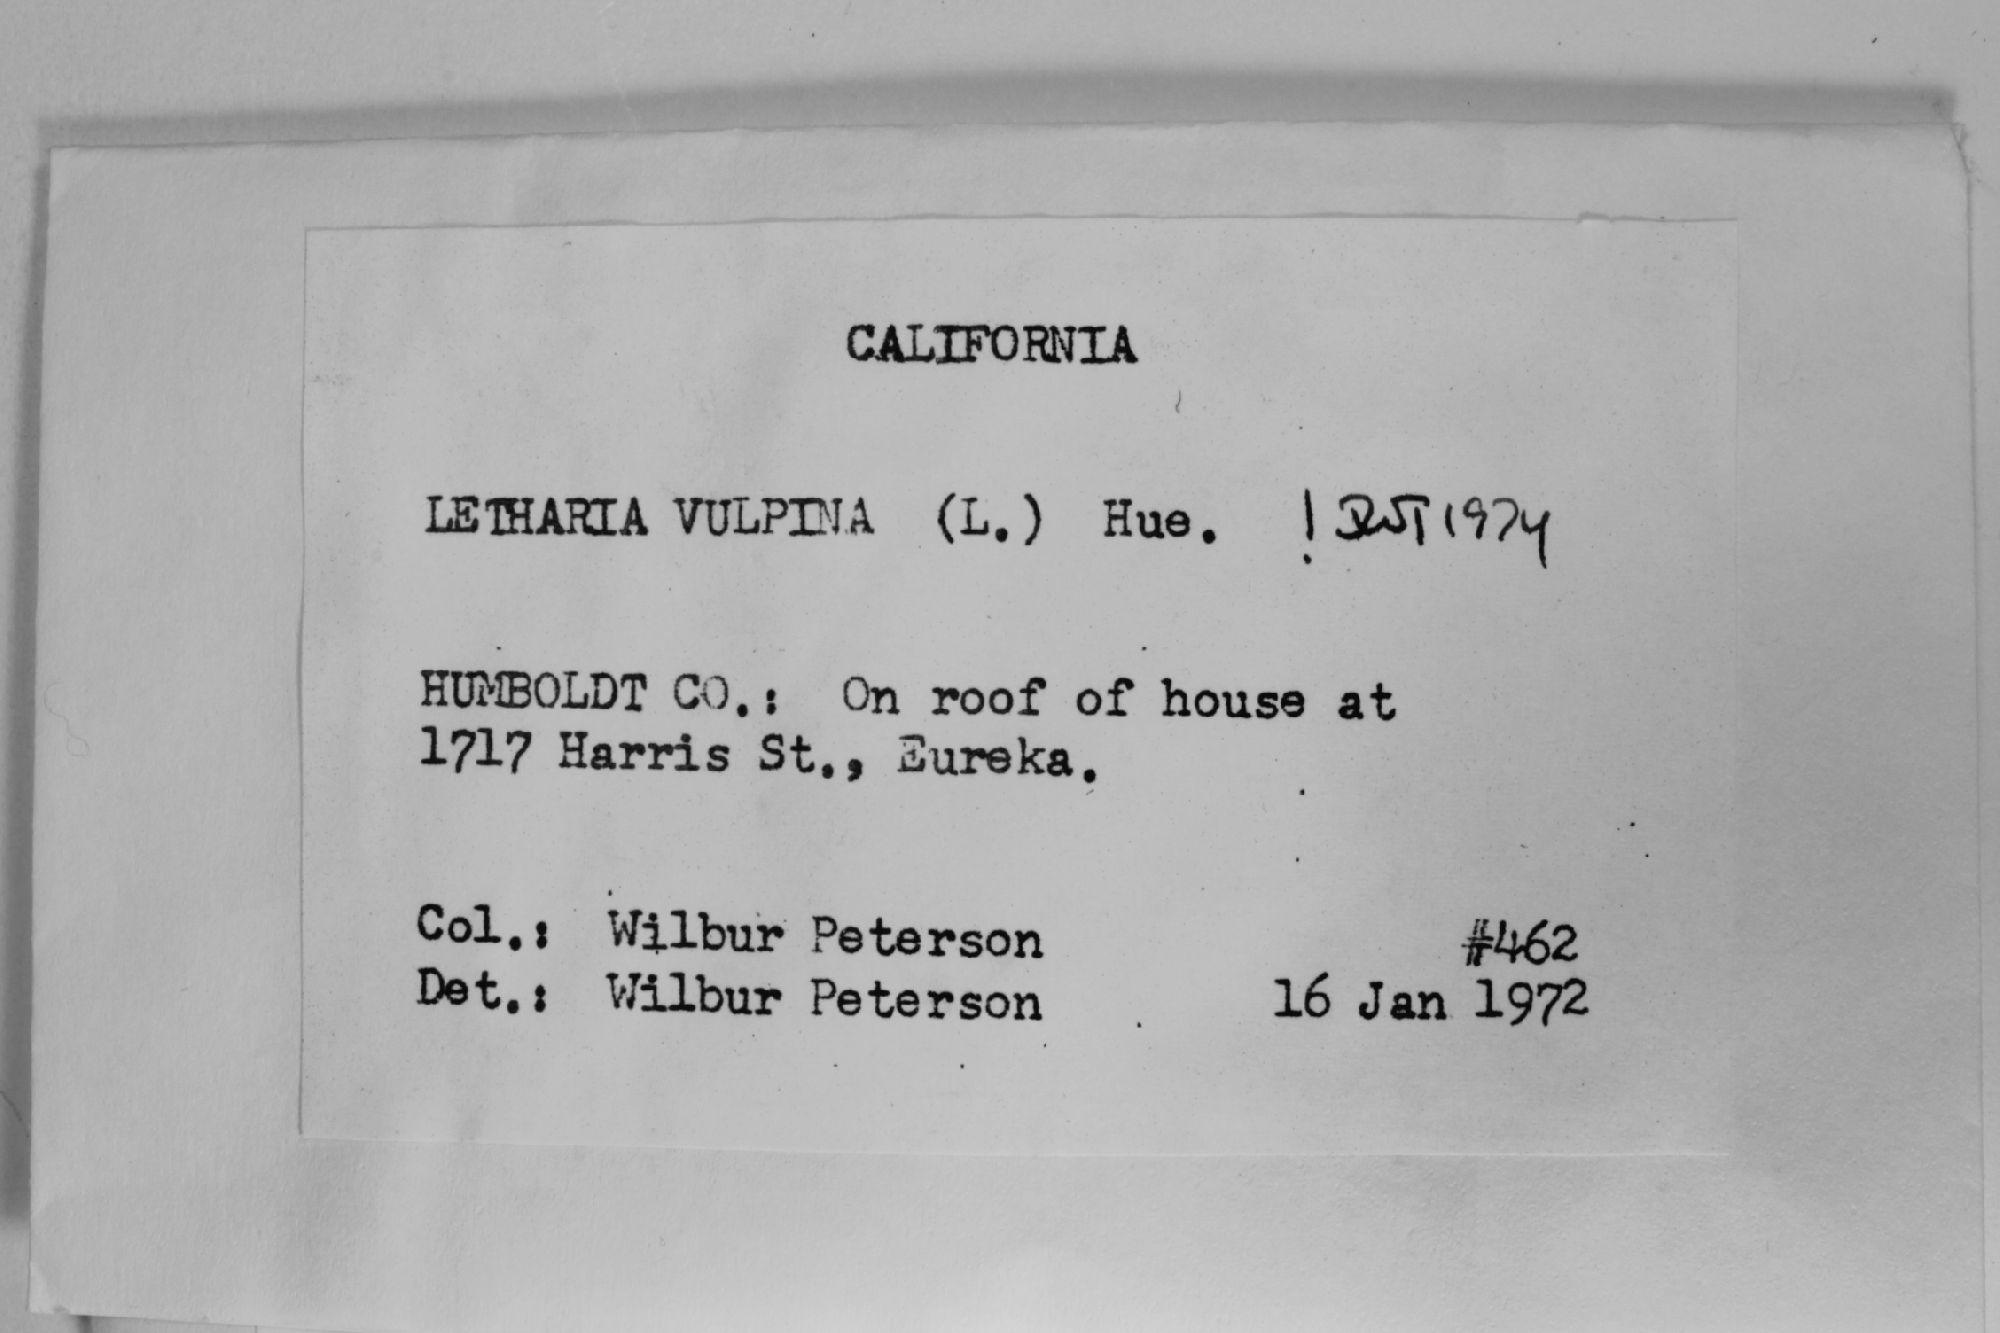 CALIFORNIA
LETHARIA VULPINA (L.) Hue. ! 1974
HUMBOLDT CO.: On roof of house at
1717 Harris St., Eureka.
Col.: Wilbur Peterson #462
Det.: Wilbur Peterson 16 Jan 1972